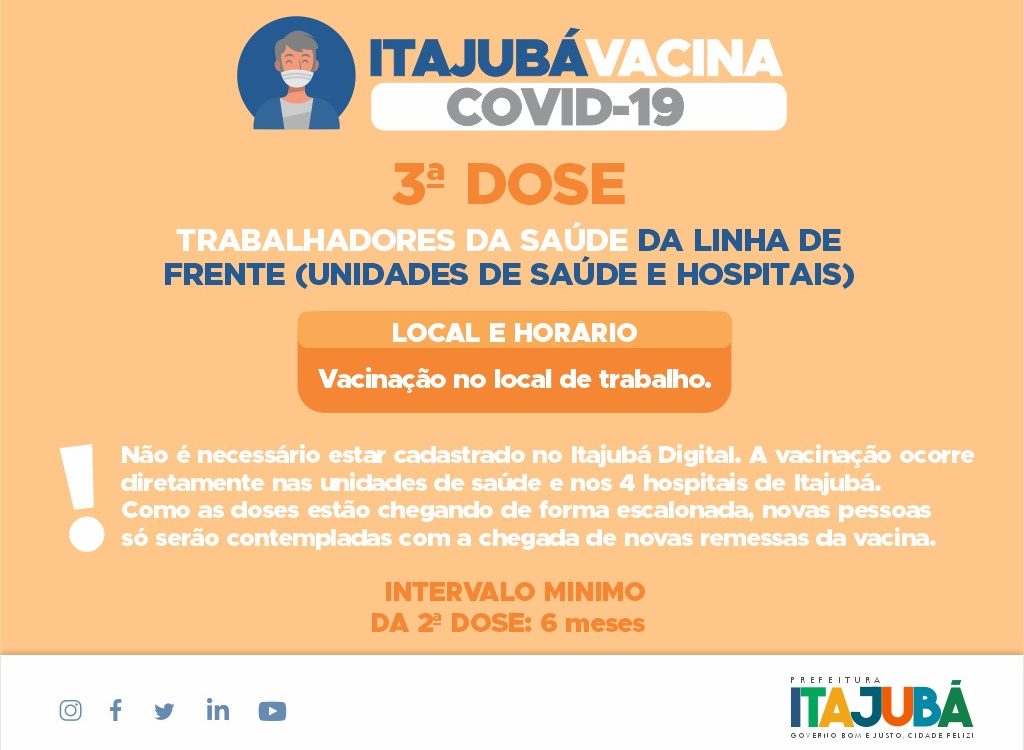 ITAJUBÁVACINA
COVID-19
3ª DOSE
TRABALHADORES DA SAÚDE DA LINHA DE
FRENTE (UNIDADES DE SAÚDE E HOSPITAIS)
LOCAL E HORÁRIO
Vacinação no local de trabalho.
!
Não é necessário estar cadastrado no Itajubá Digital. A vacinação ocorre
diretamente nas unidades de saúde e nos 4 hospitais de Itajubá.
Como as doses estão chegando de forma escalonada, novas pessoas
só serão contempladas com a chegada de novas remessas da vacina.
INTERVALO MINIMO
DA 2ª DOSE: 6 meses
PREFEITURA
ITAJUBÁ
GOVERNO BOM E JUSTO, CIDADE FELIZ!